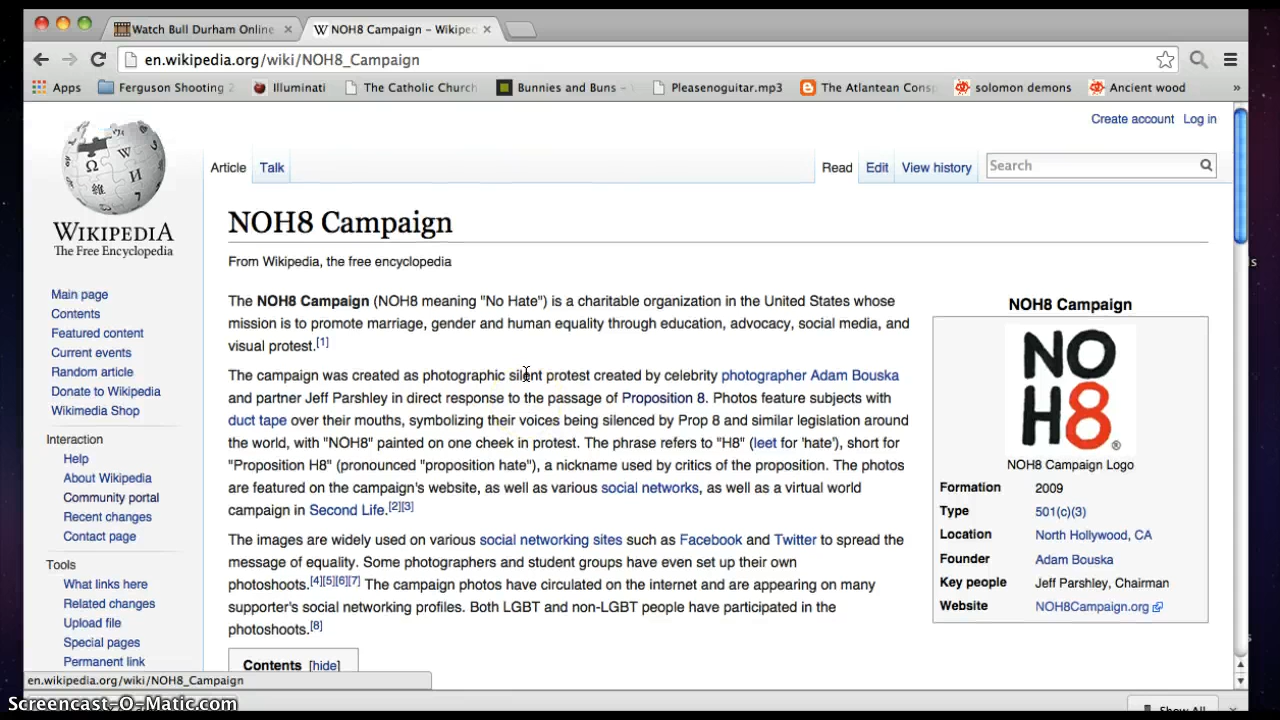 Watch Bull Durham Online
NOH8 Campaign – Wikiped
en.wikipedia.org/wiki/NOH8_Campaign
Apps Ferguson Shooting 2 Illuminati The Catholic Church Bunnies and Buns – Pleasenoguitar.mp3 The Atlantean Cons solomon demons Ancient wood »
Create account Log in
Article Talk Read Edit View history Search
WIKIPEDIA
The Free Encyclopedia
Main page
Contents
Featured content
Current events
Random article
Donate to Wikipedia
Wikimedia Shop
Interaction
Help
About Wikipedia
Community portal
Recent changes
Contact page
Tools
What links here
Related changes
Upload file
Special pages
Permanent link
NOH8 Campaign
From Wikipedia, the free encyclopedia
The NOH8 Campaign (NOH8 meaning "No Hate") is a charitable organization in the United States whose
mission is to promote marriage, gender and human equality through education, advocacy, social media, and
visual protest.[1]
The campaign was created as photographic silent protest created by celebrity photographer Adam Bouska
and partner Jeff Parshley in direct response to the passage of Proposition 8. Photos feature subjects with
duct tape over their mouths, symbolizing their voices being silenced by Prop 8 and similar legislation around
the world, with "NOH8" painted on one cheek in protest. The phrase refers to "H8" (leet for 'hate'), short for
"Proposition H8" (pronounced "proposition hate"), a nickname used by critics of the proposition. The photos
are featured on the campaign's website, as well as various social networks, as well as a virtual world
campaign in Second Life.[2][3]
The images are widely used on various social networking sites such as Facebook and Twitter to spread the
message of equality. Some photographers and student groups have even set up their own
photoshoots.[4][5][6][7] The campaign photos have circulated on the internet and are appearing on many
supporter's social networking profiles. Both LGBT and non-LGBT people have participated in the
photoshoots.[8]
Contents [hide]
NOH8 Campaign
NO
H8
®
NOH8 Campaign Logo
Formation 2009
Type 501(c)(3)
Location North Hollywood, CA
Founder Adam Bouska
Key people Jeff Parshley, Chairman
Website NOH8Campaign.org
en.wikipedia.org/wiki/NOH8_Campaign
Screencast-O-Matic.com
Show All